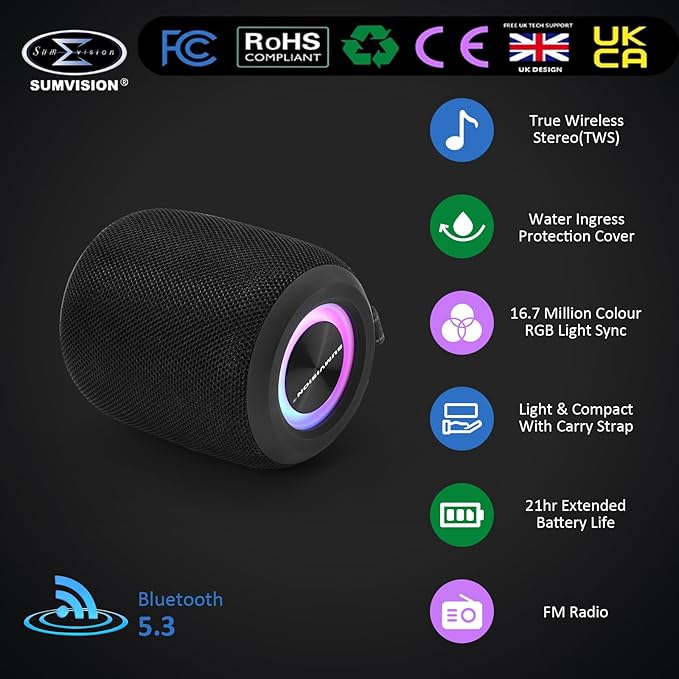 Sum vision
SUMVISION®
FC
RoHS
COMPLIANT
CE
FREE UK TECH SUPPORT
UK DESIGN
UK
CA
True Wireless
Stereo(TWS)
Water Ingress
Protection Cover
16.7 Million Colour
RGB Light Sync
SUMVISION
Light & Compact
With Carry Strap
21hr Extended
Battery Life
Bluetooth
5.3
FM Radio